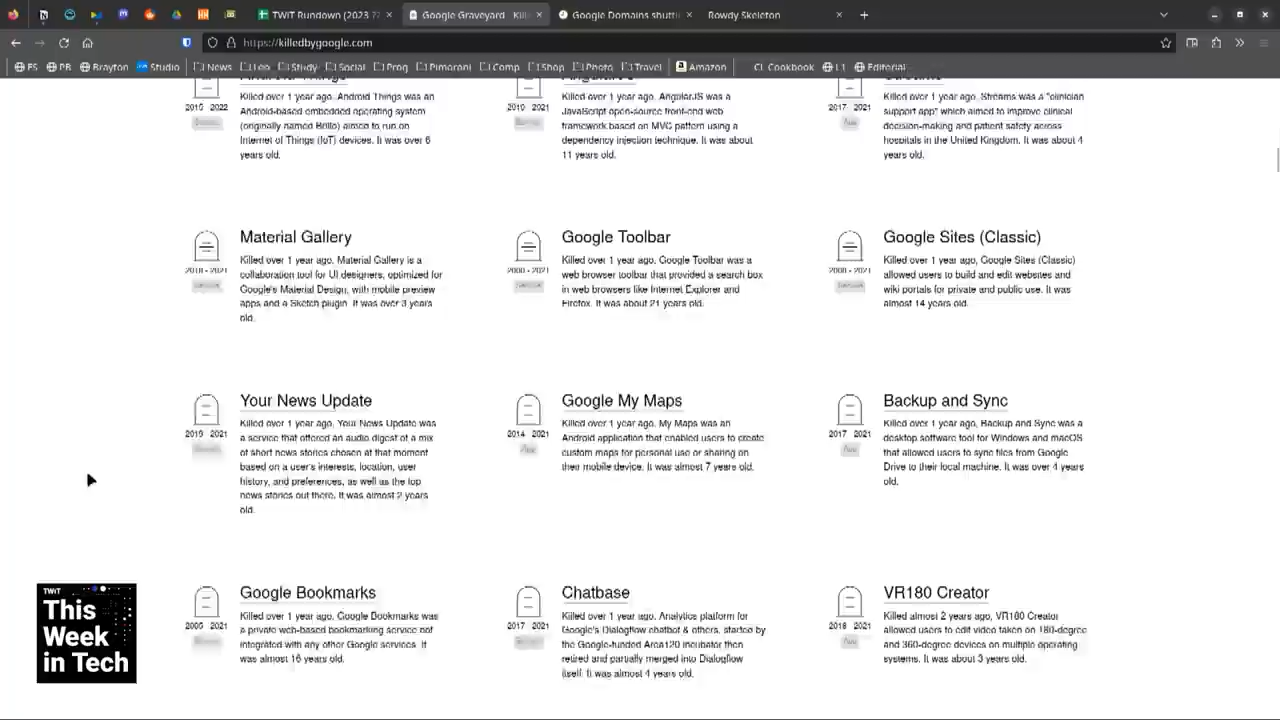 TWiT Rundown (2023 ??
Google Graveyard - Kille
Google Domains shutti
Rowdy Skeleton
https://killedbygoogle.com
BS
PB
Brayton
Studio
News
Leo
Study
Social
Prog
Pimoroni
Comp
Shop
Photo
Travel
Amazon
CL Cookbook
L1
Editorial
2015 2022
Killed over 1 year ago. Android Things was an
Android-based embedded operating system
(originally named Brillo) aimed to run on
Internet of Things (IoT) devices. It was over 6
years old.
2010 2021
Killed over 1 year ago. AngularJS was a
JavaScript open-source front-end web
framework based on MVC pattern using a
dependency injection technique. It was about
11 years old.
2017 2021
App
Killed over 1 year ago. Streams was a "clinician
support app" which aimed to improve clinical
decision-making and patient safety across
hospitals in the United Kingdom. It was about 4
years old.
Material Gallery
2018 - 2021
Killed over 1 year ago. Material Gallery is a
collaboration tool for UI designers, optimized for
Google's Material Design, with mobile preview
apps and a Sketch plugin. It was over 3 years
old.
Google Toolbar
2000 - 2021
Killed over 1 year ago. Google Toolbar was a
web browser toolbar that provided a search box
in web browsers like Internet Explorer and
Firefox. It was about 21 years old.
Google Sites (Classic)
2008 - 2021
Killed over 1 year ago, Google Sites (Classic)
allowed users to build and edit websites and
wiki portals for private and public use. It was
almost 14 years old.
Your News Update
2019 2021
Killed over 1 year ago. Your News Update was
a service that offered an audio digest of a mix
of short news stories chosen at that moment
based on a user's interests, location, user
history, and preferences, as well as the top
news stories out there. It was almost 2 years
old.
Google My Maps
2014 2021
App
Killed over 1 year ago. My Maps was an
Android application that enabled users to create
custom maps for personal use or sharing on
their mobile device. It was almost 7 years old.
Backup and Sync
2017 2021
App
Killed over 1 year ago, Backup and Sync was a
desktop software tool for Windows and macOS
that allowed users to sync files from Google
Drive to their local machine. It was over 4 years
old.
Google Bookmarks
2005 2021
Killed over 1 year ago. Google Bookmarks was
a private web-based bookmarking service not
integrated with any other Google services. It
was almost 16 years old.
Chatbase
2017 2021
Killed over 1 year ago. Analytics platform for
Google's Dialogflow chatbot & others, started by
the Google-funded Area120 incubator then
retired and partially merged into Dialogflow
itself. It was almost 4 years old.
VR180 Creator
2018 2021
App
Killed almost 2 years ago, VR180 Creator
allowed users to edit video taken on 180-degree
and 360-degree devices on multiple operating
systems. It was about 3 years old.
TWiT
This
Week
in Tech